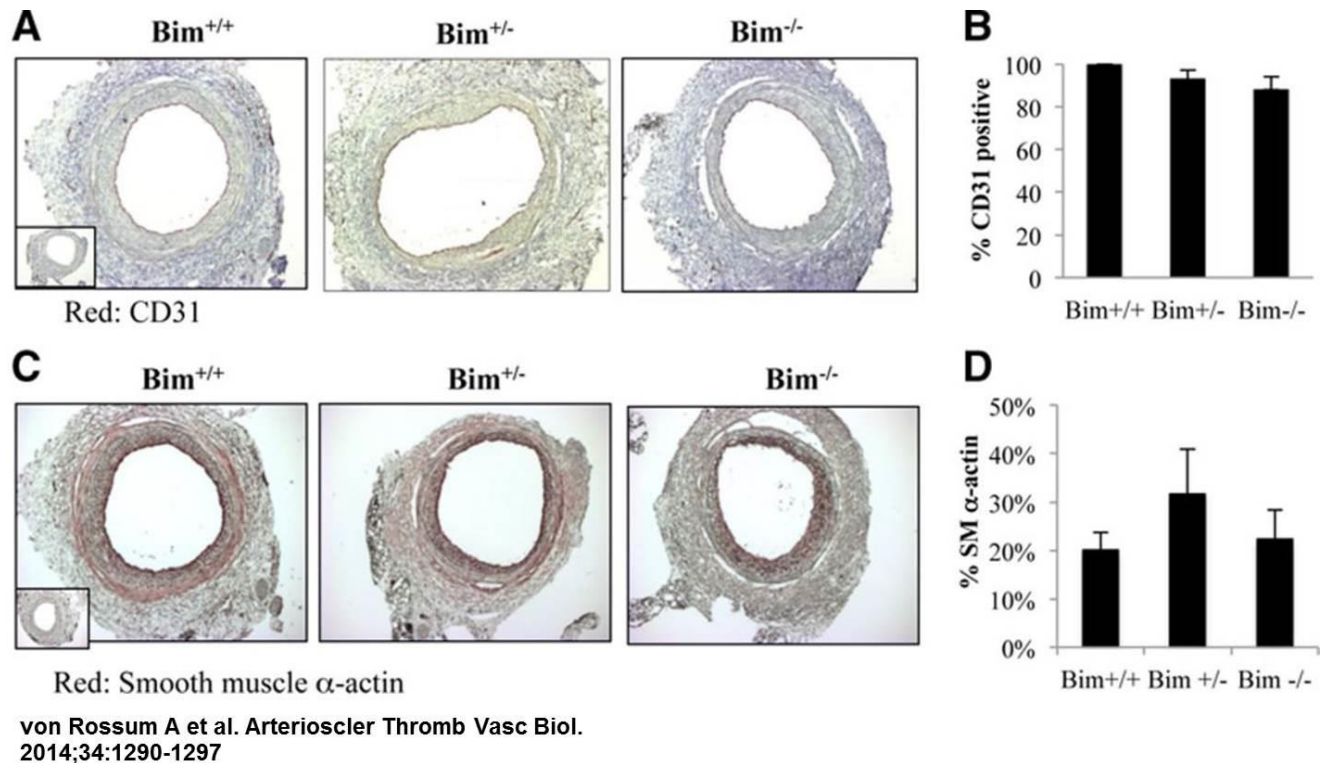 A
Bim+/+
Bim+/-
Bim-/-
Red: CD31
B
% CD31 positive
100
80
60
40
20
0
Bim+/+ Bim+/- Bim-/-
C
Bim+/+
Bim+/-
Bim-/-
Red: Smooth muscle α-actin
D
% SM α-actin
50%
40%
30%
20%
10%
0%
Bim+/+ Bim +/- Bim -/-
von Rossum A et al. Arterioscler Thromb Vasc Biol.
2014;34:1290-1297